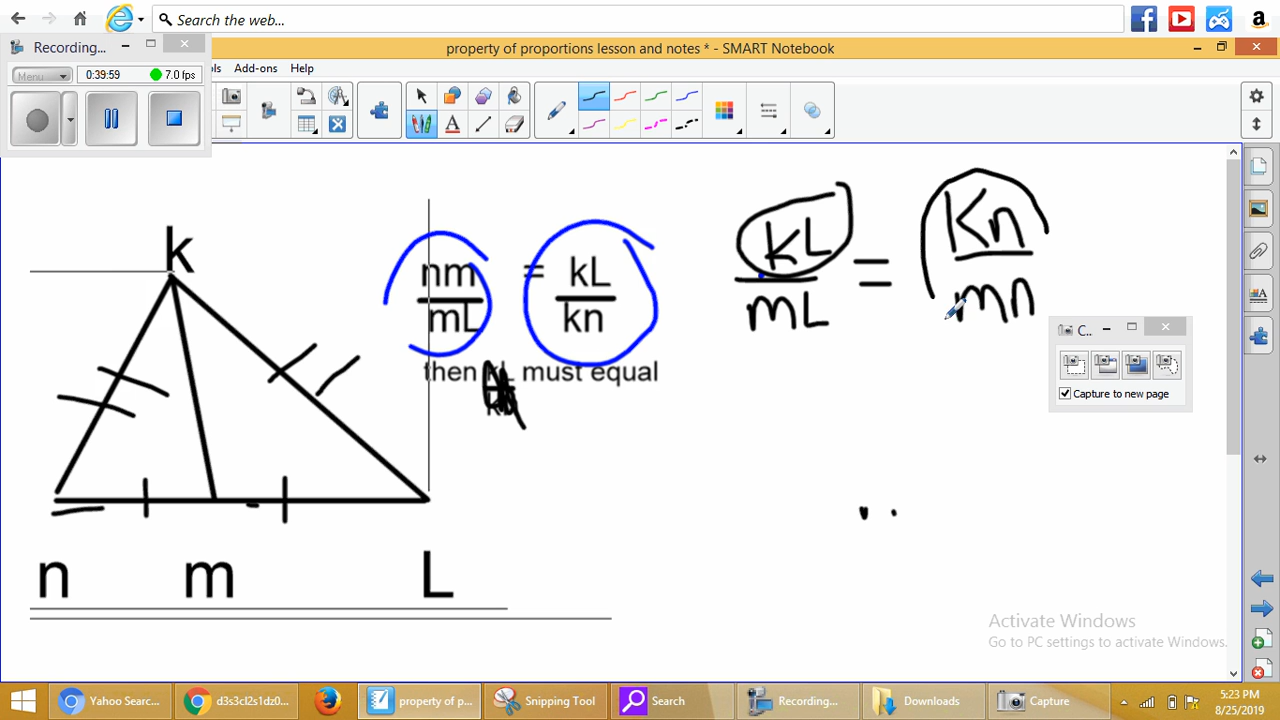 Search the web...
Recording...
property of proportions lesson and notes * - SMART Notebook
Menu
0:39:59
7.0 fps
ols Add-ons Help
k
nm = kL
mL kn
then kL must equal
kL = Kn
mL mn
C...
Capture to new page
n m L
Activate Windows
Go to PC settings to activate Windows.
Yahoo Searc...
d3s3cl2s1dz0...
property of p...
Snipping Tool
Search
Recording...
Downloads
Capture
5:23 PM
8/25/2019